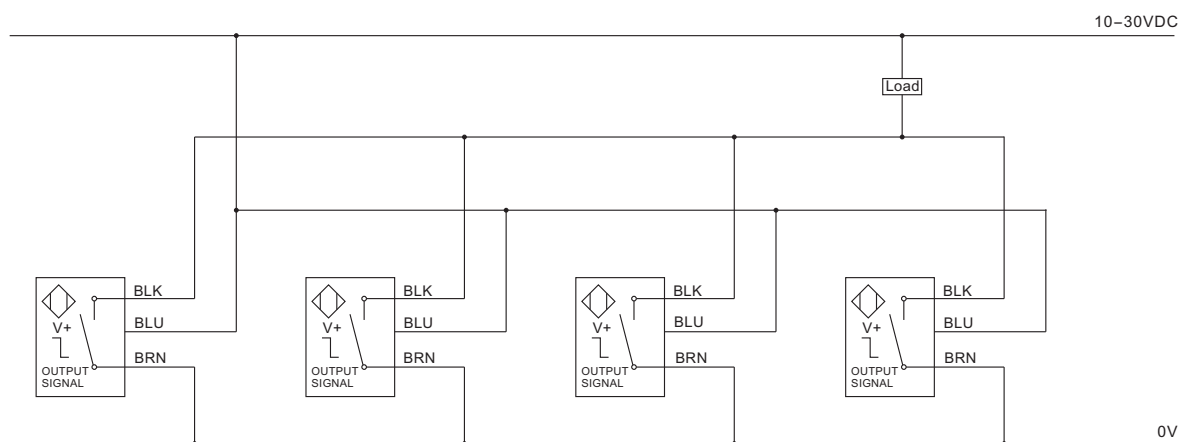 10–30VDC
Load
BLK
BLU
BRN
V+
OUTPUT
SIGNAL
BLK
BLU
BRN
V+
OUTPUT
SIGNAL
BLK
BLU
BRN
V+
OUTPUT
SIGNAL
BLK
BLU
BRN
V+
OUTPUT
SIGNAL
0V